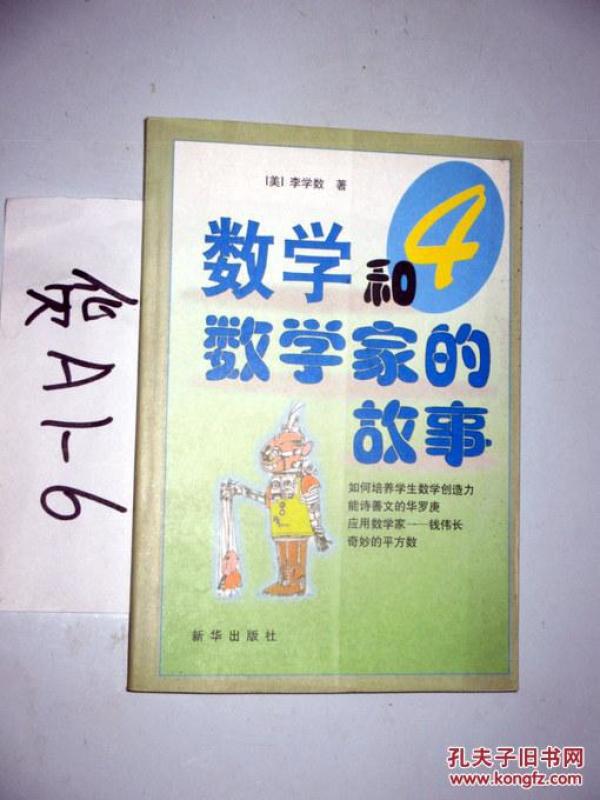 [美] 李学数 著
4
数学和
数学家的
故事
如何培养学生数学创造力
能诗善文的华罗庚
应用数学家——钱伟长
奇妙的平方数
新华出版社
货A1-6
孔夫子旧书网
www.kongfz.com